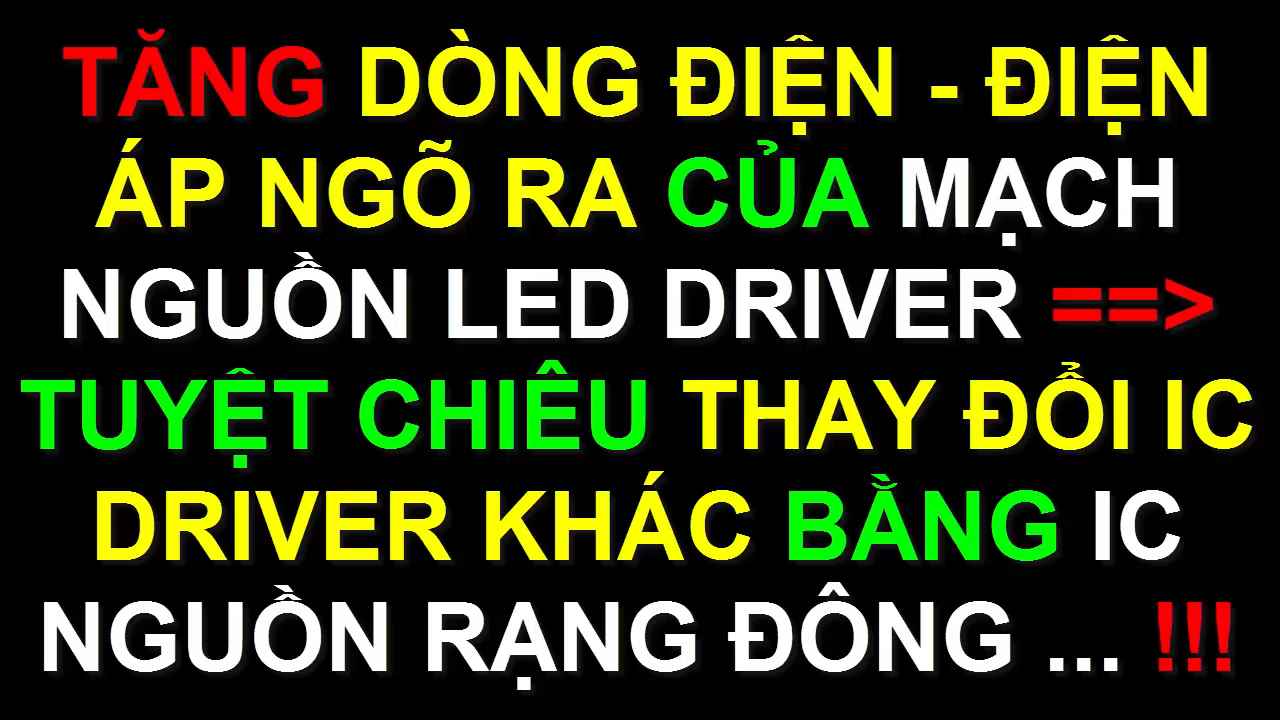 TĂNG DÒNG ĐIỆN - ĐIỆN
ÁP NGÕ RA CỦA MẠCH
NGUỒN LED DRIVER ==>
TUYỆT CHIÊU THAY ĐỔI IC
DRIVER KHÁC BẰNG IC
NGUỒN RẠNG ĐÔNG ... !!!